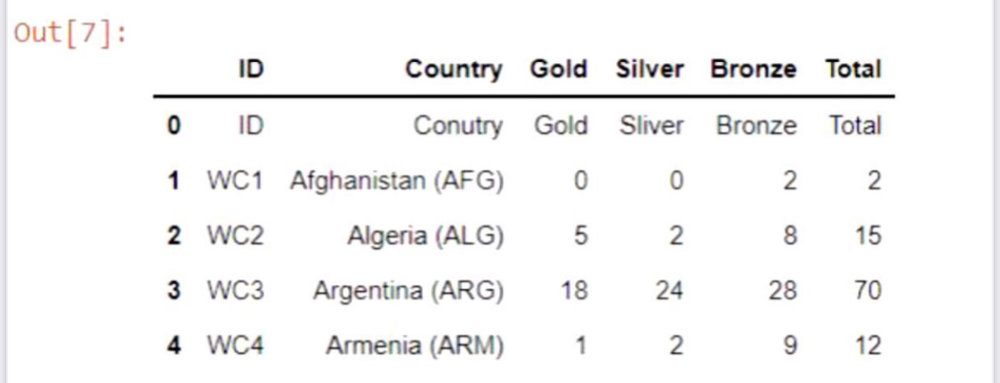 Out[7]:
ID Country Gold Silver Bronze Total
0 ID Conutry Gold Sliver Bronze Total
1 WC1 Afghanistan (AFG) 0 0 2 2
2 WC2 Algeria (ALG) 5 2 8 15
3 WC3 Argentina (ARG) 18 24 28 70
4 WC4 Armenia (ARM) 1 2 9 12